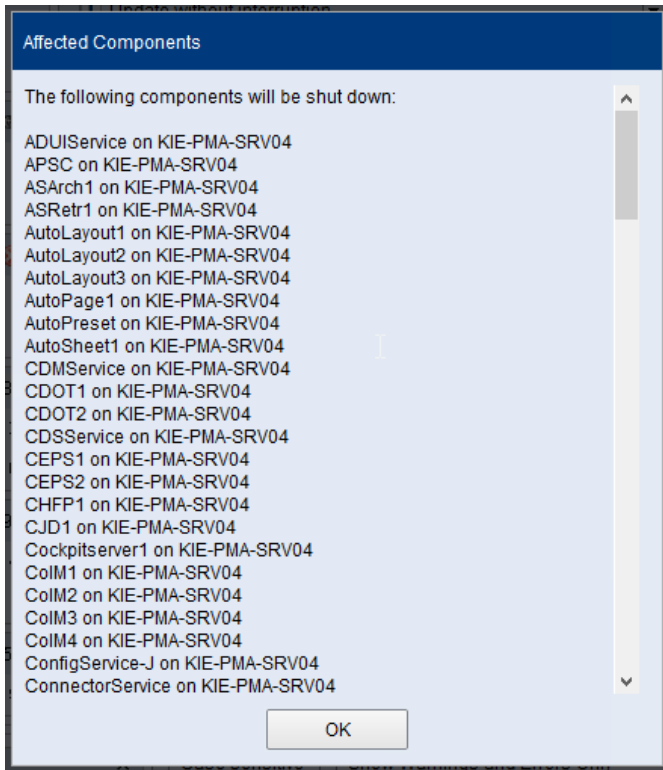 Update without interruption
Affected Components
The following components will be shut down:
ADUIService on KIE-PMA-SRV04
APSC on KIE-PMA-SRV04
ASArch1 on KIE-PMA-SRV04
ASRetr1 on KIE-PMA-SRV04
AutoLayout1 on KIE-PMA-SRV04
AutoLayout2 on KIE-PMA-SRV04
AutoLayout3 on KIE-PMA-SRV04
AutoPage1 on KIE-PMA-SRV04
AutoPreset on KIE-PMA-SRV04
AutoSheet1 on KIE-PMA-SRV04
CDMService on KIE-PMA-SRV04
CDOT1 on KIE-PMA-SRV04
CDOT2 on KIE-PMA-SRV04
CDSService on KIE-PMA-SRV04
CEPS1 on KIE-PMA-SRV04
CEPS2 on KIE-PMA-SRV04
CHFP1 on KIE-PMA-SRV04
CJD1 on KIE-PMA-SRV04
Cockpitserver1 on KIE-PMA-SRV04
ColM1 on KIE-PMA-SRV04
ColM2 on KIE-PMA-SRV04
ColM3 on KIE-PMA-SRV04
ColM4 on KIE-PMA-SRV04
ConfigService-J on KIE-PMA-SRV04
ConnectorService on KIE-PMA-SRV04
OK